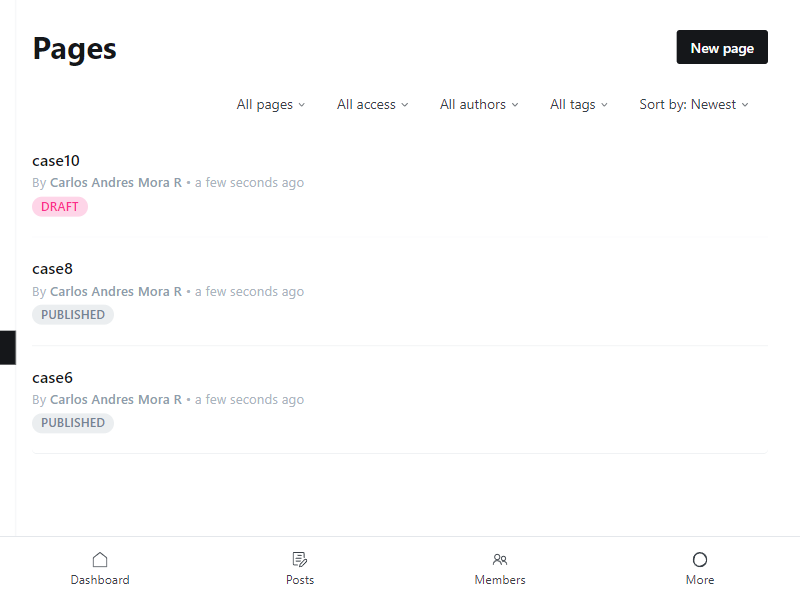 Pages
New page
All pages
All access
All authors
All tags
Sort by: Newest
case10
By Carlos Andres Mora R • a few seconds ago
DRAFT
case8
By Carlos Andres Mora R • a few seconds ago
PUBLISHED
case6
By Carlos Andres Mora R • a few seconds ago
PUBLISHED
Dashboard
Posts
Members
More